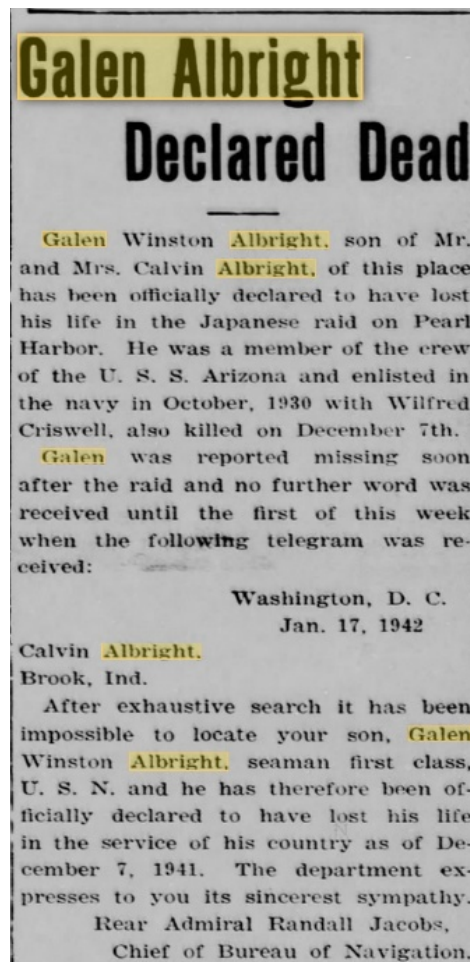 Galen Albright
Declared Dead
Galen Winston Albright, son of Mr.
and Mrs. Calvin Albright, of this place
has been officially declared to have lost
his life in the Japanese raid on Pearl
Harbor. He was a member of the crew
of the U. S. S. Arizona and enlisted in
the navy in October, 1930 with Wilfred
Criswell, also killed on December 7th.
Galen was reported missing soon
after the raid and no further word was
received until the first of this week
when the following telegram was re-
ceived:
Washington, D. C.
Jan. 17, 1942
Calvin Albright,
Brook, Ind.
After exhaustive search it has been
impossible to locate your son, Galen
Winston Albright, seaman first class,
U. S. N. and he has therefore been of-
ficially declared to have lost his life
in the service of his country as of De-
cember 7, 1941. The department ex-
presses to you its sincerest sympathy.
Rear Admiral Randall Jacobs,
Chief of Bureau of Navigation.